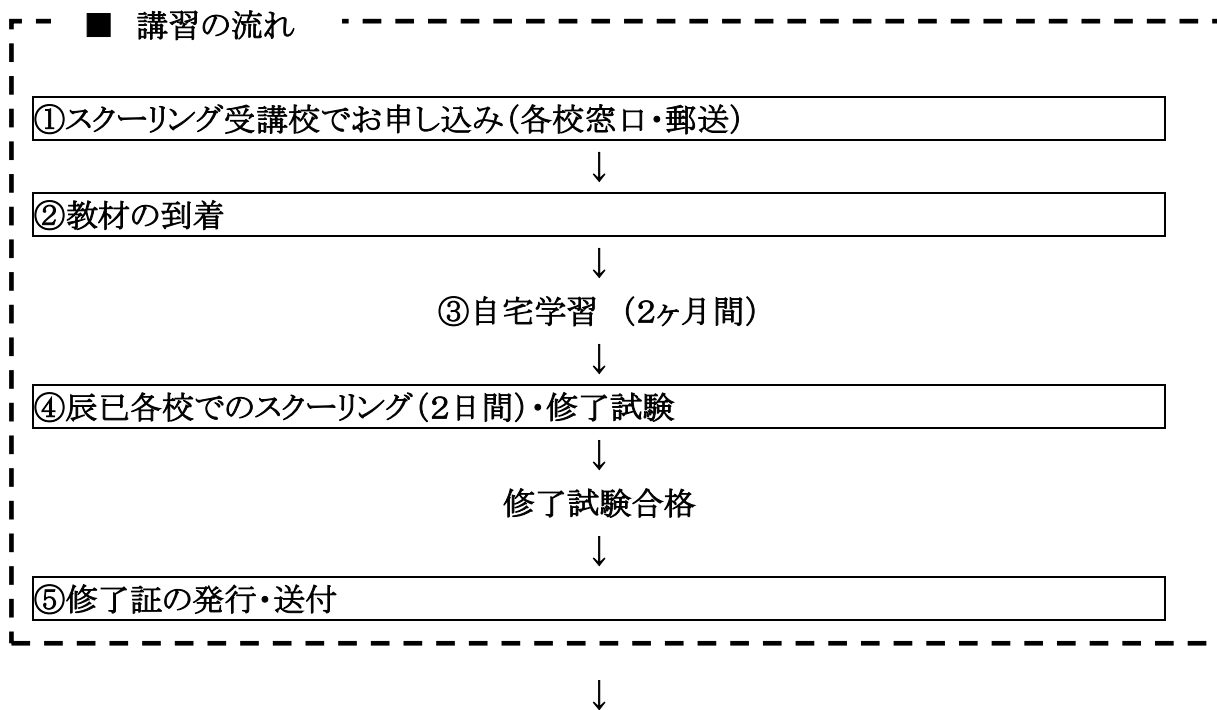 ■ 講習の流れ
①スクーリング受講校でお申し込み(各校窓口・郵送)
↓
②教材の到着
↓
③自宅学習 (2ヶ月間)
↓
④辰已各校でのスクーリング(2日間)・修了試験
↓
修了試験合格
↓
⑤修了証の発行・送付
↓